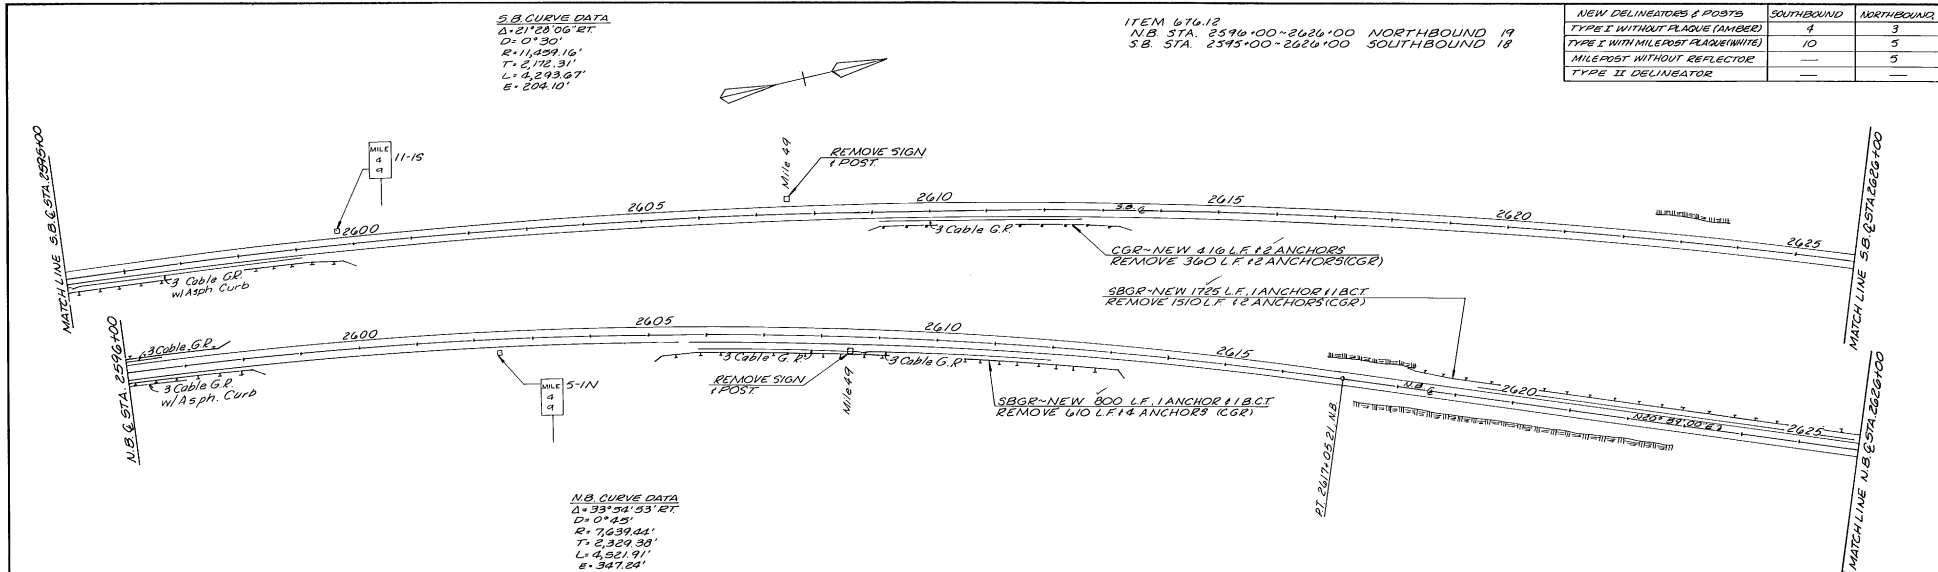 S.B. CURVE DATA
Δ=21°28'06" RT.
D= 0°30'
R=11,459.16'
T= 2,172.31'
L= 4,293.67'
E= 204.10'
ITEM 676.12
N.B. STA. 2596+00~2626+00 NORTHBOUND 19
S.B. STA. 2595+00~2626+00 SOUTHBOUND 18
NEW DELINEATORS & POSTS SOUTHBOUND NORTHBOUND
TYPE I WITHOUT PLAQUE (AMBER) 4 3
TYPE I WITH MILEPOST PLAQUE (WHITE) 10 5
MILEPOST WITHOUT REFLECTOR — 5
TYPE II DELINEATOR — —
MATCH LINE S.B. ℄ STA. 2595+00
MILE
4
9
11-1S
Mile 49
REMOVE SIGN
& POST.
2600
2605
2610
S.B. ℄
2615
2620
2625
MATCH LINE S.B. ℄ STA. 2626+00
3 Cable G.R.
w/Asph. Curb
3 Cable G.R.
CGR~NEW 416 L.F. & 2 ANCHORS
REMOVE 360 L.F. & 2 ANCHORS (CGR)
SBGR~NEW 1725 L.F., 1 ANCHOR & 1 B.C.T.
REMOVE 1510 L.F. & 2 ANCHORS (CGR)
N.B. ℄ STA. 2596+00
3 Cable G.R.
2600
2605
2610
2615
N.B. ℄
2620
N20°59'00"E
2625
3 Cable G.R.
w/Asph. Curb
MILE
4
9
5-1N
3 Cable G.R.
3 Cable G.R.
REMOVE SIGN
& POST.
Mile 49
SBGR~NEW 800 L.F., 1 ANCHOR & 1 B.C.T.
REMOVE 610 L.F. & 4 ANCHORS (CGR)
P.T. 2617+05.21 N.B.
MATCH LINE N.B. ℄ STA. 2626+00
N.B. CURVE DATA
Δ=33°54'53" RT.
D= 0°45'
R= 7,639.44'
T= 2,329.38'
L= 4,521.91'
E= 347.24'